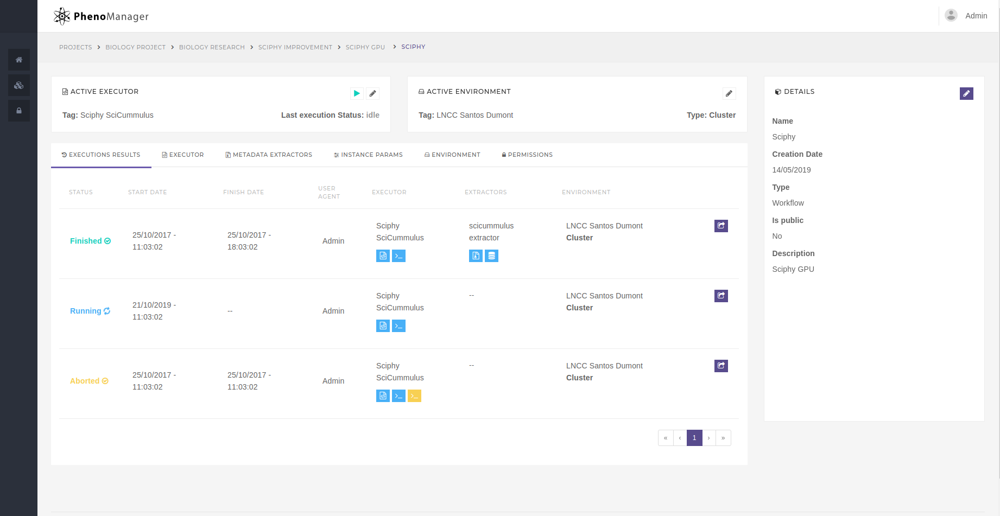 PhenoManager
Admin
PROJECTS > BIOLOGY PROJECT > BIOLOGY RESEARCH > SCIPHY IMPROVEMENT > SCIPHY GPU > SCIPHY
ACTIVE EXECUTOR
Tag: Sciphy SciCummulus
Last execution Status: idle
ACTIVE ENVIRONMENT
Tag: LNCC Santos Dumont
Type: Cluster
EXECUTIONS RESULTS EXECUTOR METADATA EXTRACTORS INSTANCE PARAMS ENVIRONMENT PERMISSIONS
STATUS
START DATE
FINISH DATE
USER
AGENT
EXECUTOR
EXTRACTORS
ENVIRONMENT
Finished
25/10/2017 -
11:03:02
25/10/2017 -
18:03:02
Admin
Sciphy
SciCummulus
scicummulus
extractor
LNCC Santos Dumont
Cluster
Running
21/10/2019 -
11:03:02
--
Admin
Sciphy
SciCummulus
--
LNCC Santos Dumont
Cluster
Aborted
25/10/2017 -
11:03:02
25/10/2017 -
11:03:02
Admin
Sciphy
SciCummulus
--
LNCC Santos Dumont
Cluster
« ‹ 1 › »
DETAILS
Name
Sciphy
Creation Date
14/05/2019
Type
Workflow
Is public
No
Description
Sciphy GPU